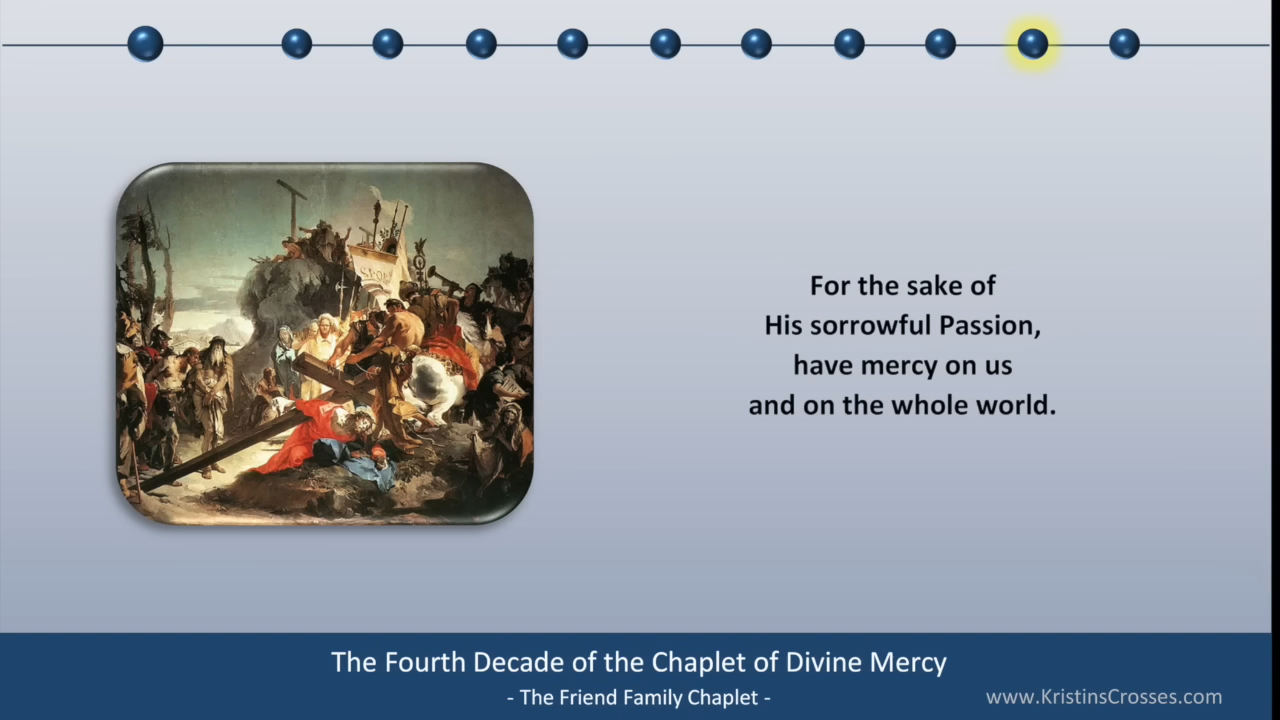 For the sake of
His sorrowful Passion,
have mercy on us
and on the whole world.
The Fourth Decade of the Chaplet of Divine Mercy
- The Friend Family Chaplet -
www.KristinsCrosses.com